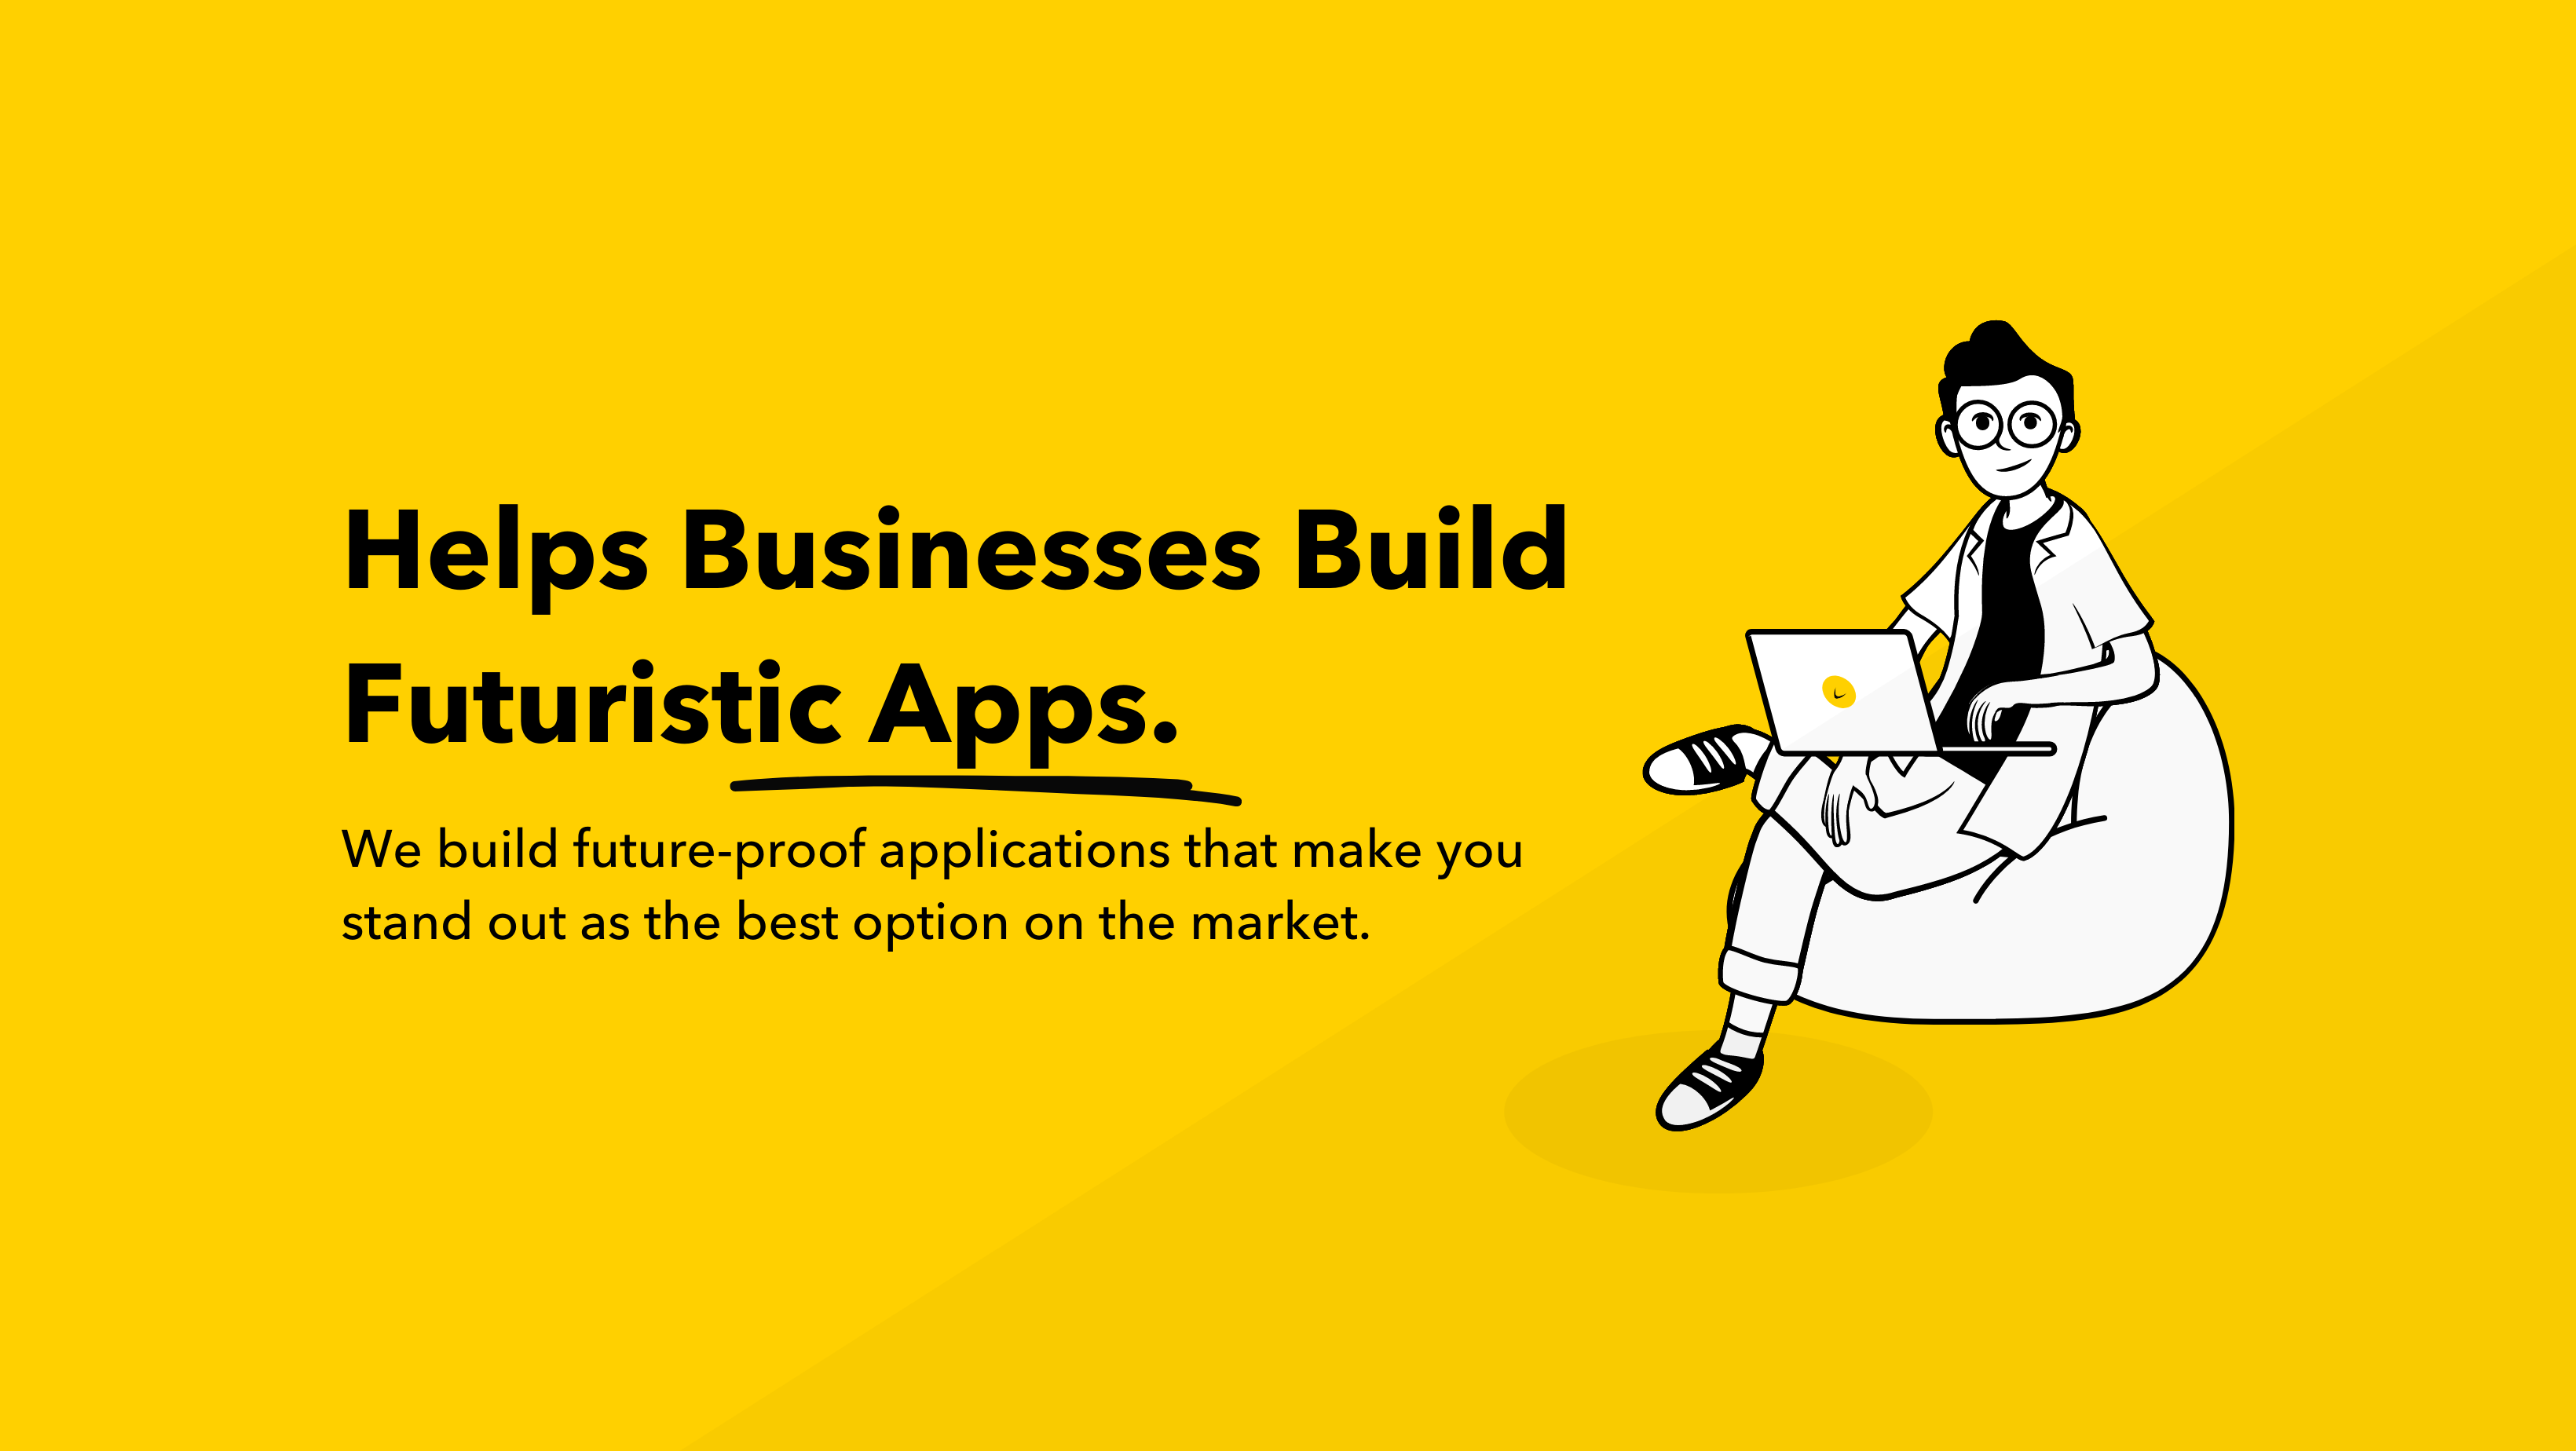 Helps Businesses Build
Futuristic Apps.
We build future-proof applications that make you
stand out as the best option on the market.